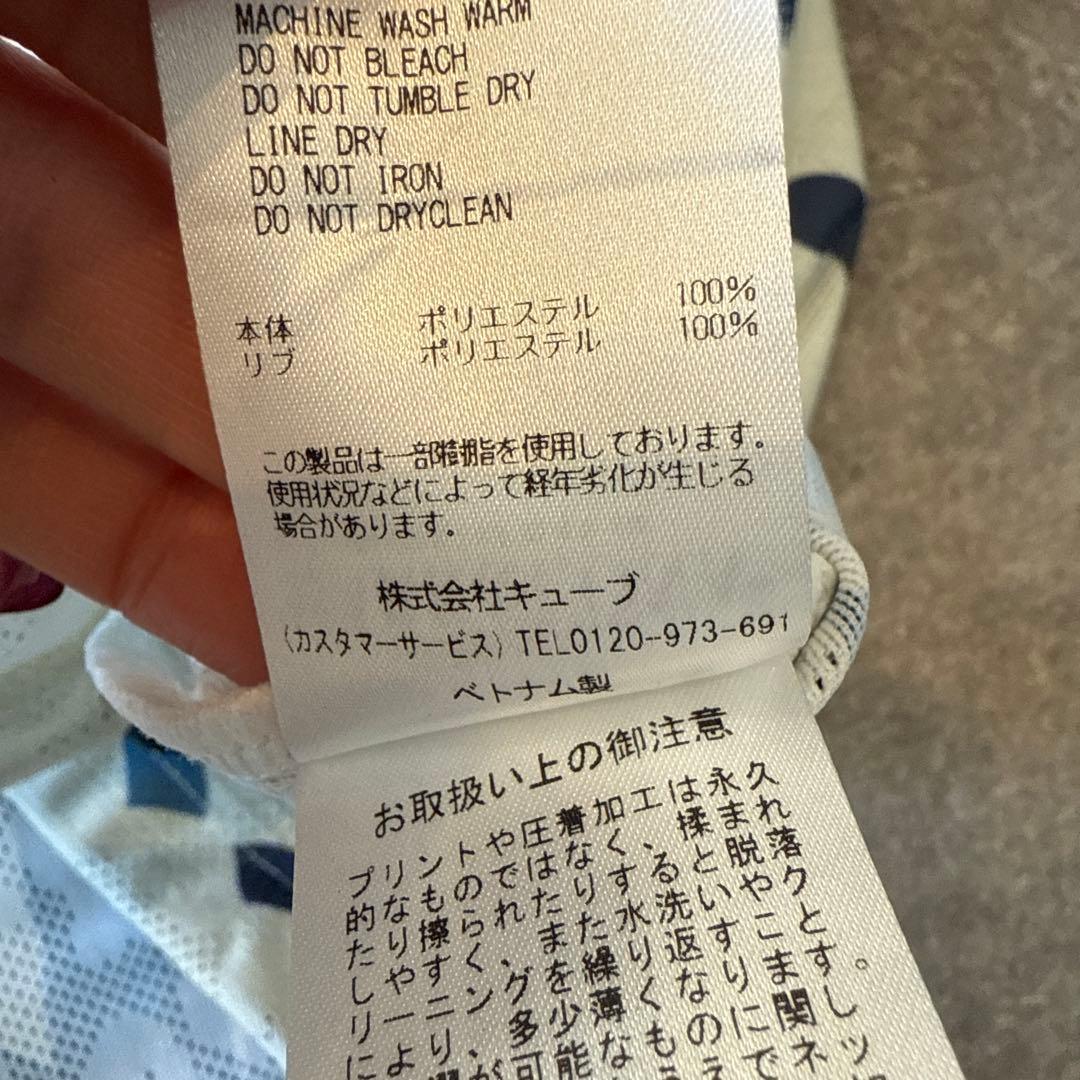 MACHINE WASH WARM
DO NOT BLEACH
DO NOT TUMBLE DRY
LINE DRY
DO NOT IRON
DO NOT DRYCLEAN
本体 ポリエステル 100%
リブ ポリエステル 100%
この製品は一部樹脂を使用しております。
使用状況などによって経年劣化が生じる
場合があります。
株式会社キューブ
(カスタマーサービス) TEL0120-973-691
ベトナム製
お取扱い上の御注意
プリントや圧着加工は永久
的なものではなく、揉まれ
たり擦られたりすると脱落
しやすく、また水洗いやク
リーニングを繰り返すこと
により、多少薄くなります。